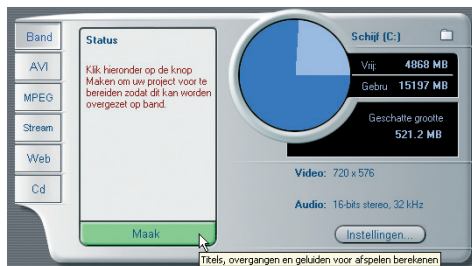 Band
AVI
MPEG
Stream
Web
Cd
Status
Klik hieronder op de knop
Maken om uw project voor te
bereiden zodat dit kan worden
overgezet op band.
Maak
Schijf (C:)
Vrij: 4868 MB
Gebru 15197 MB
Geschatte grootte
521.2 MB
Video: 720 x 576
Audio: 16-bits stereo, 32 kHz
Instellingen...
Titels, overgangen en geluiden voor afspelen berekenen